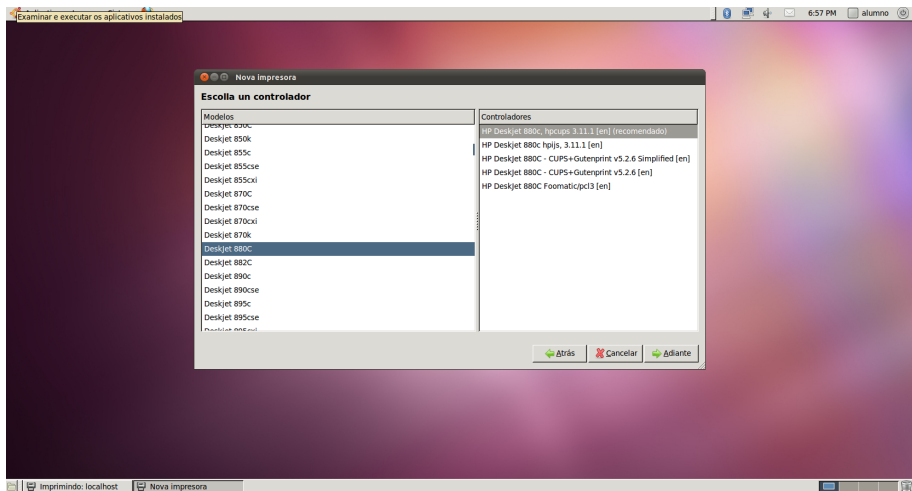 Examinar e executar os aplicativos instalados
6:57 PM
alumno
Nova impresora
Escolla un controlador
Modelos
Deskjet 850C
Deskjet 850k
Deskjet 855c
Deskjet 855cse
Deskjet 855cxi
Deskjet 870C
Deskjet 870cse
Deskjet 870cxi
Deskjet 870k
DeskJet 880C
DeskJet 882C
Deskjet 890c
Deskjet 890cse
Deskjet 895c
Deskjet 895cse
Deskjet 895cxi
Controladores
HP Deskjet 880c, hpcups 3.11.1 [en] (recomendado)
HP Deskjet 880c hpijs, 3.11.1 [en]
HP DeskJet 880C - CUPS+Gutenprint v5.2.6 Simplified [en]
HP DeskJet 880C - CUPS+Gutenprint v5.2.6 [en]
HP DeskJet 880C Foomatic/pcl3 [en]
Atrás
Cancelar
Adiante
Imprimindo: localhost
Nova impresora